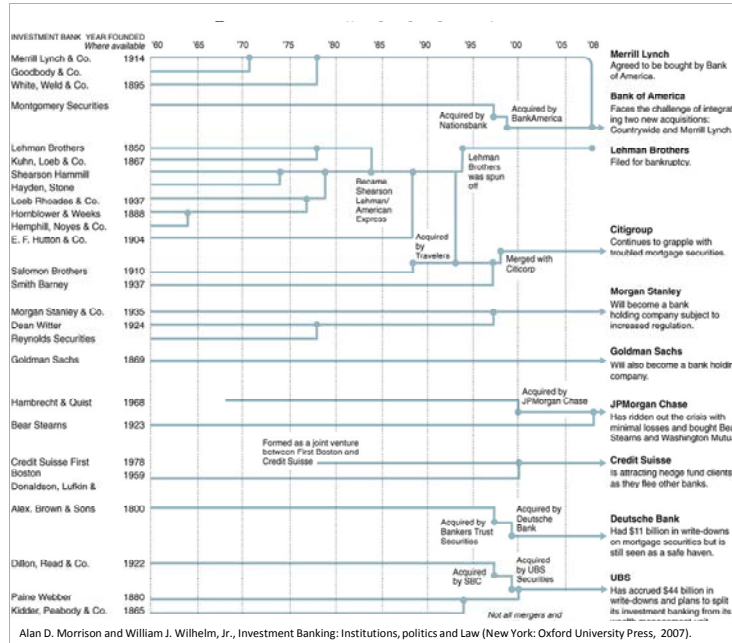 INVESTMENT BANK YEAR FOUNDED
Where available
'60 '65 '70 '75 '80 '84 '85 '90 '95 '00 '05 '08
Merrill Lynch & Co. 1914
Goodbody & Co.
White, Weld & Co. 1895
Montgomery Securities
Lehman Brothers 1850
Kuhn, Loeb & Co. 1867
Shearson Hammill
Hayden, Stone
Loeb Rhoades & Co. 1937
Hornblower & Weeks 1888
Hemphill, Noyes & Co.
E. F. Hutton & Co. 1904
Salomon Brothers 1910
Smith Barney 1937
Morgan Stanley & Co. 1935
Dean Witter 1924
Reynolds Securities
Goldman Sachs 1869
Hambrecht & Quist 1968
Bear Stearns 1923
Credit Suisse First 1978
Boston 1959
Donaldson, Lufkin &
Alex. Brown & Sons 1800
Dillon, Read & Co. 1922
Paine Webber 1880
Kidder, Peabody & Co. 1865
Acquired by
Nationsbank
Acquired by
BankAmerica
Rename
Shearson
Lehman/
American
Express
Lehman
Brothers
was spun
off
Acquired
by
Travelers
Merged with
Citicorp
Acquired by
JPMorgan Chase
Formed as a joint venture
between First Boston and
Credit Suisse
Acquired by
Bankers Trust
Securities
Acquired by
Deutsche
Bank
Acquired
by SBC
Acquired
by UBS
Securities
Not all mergers and
Merrill Lynch
Agreed to be bought by Bank
of America.
Bank of America
Faces the challenge of integrat-
ing two new acquisitions:
Countrywide and Merrill Lynch.
Lehman Brothers
Filed for bankruptcy.
Citigroup
Continues to grapple with
troubled mortgage securities.
Morgan Stanley
Will become a bank
holding company subject to
increased regulation.
Goldman Sachs
Will also become a bank holdin
company.
JPMorgan Chase
Has ridden out the crisis with
minimal losses and bought Bea
Stearns and Washington Mutu
Credit Suisse
Is attracting hedge fund clients
as they flee other banks.
Deutsche Bank
Had $11 billion in write-downs
on mortgage securities but is
still seen as a safe haven.
UBS
Has accrued $44 billion in
write-downs and plans to split
its investment banking from its
Alan D. Morrison and William J. Wilhelm, Jr., Investment Banking: Institutions, politics and Law (New York: Oxford University Press, 2007).